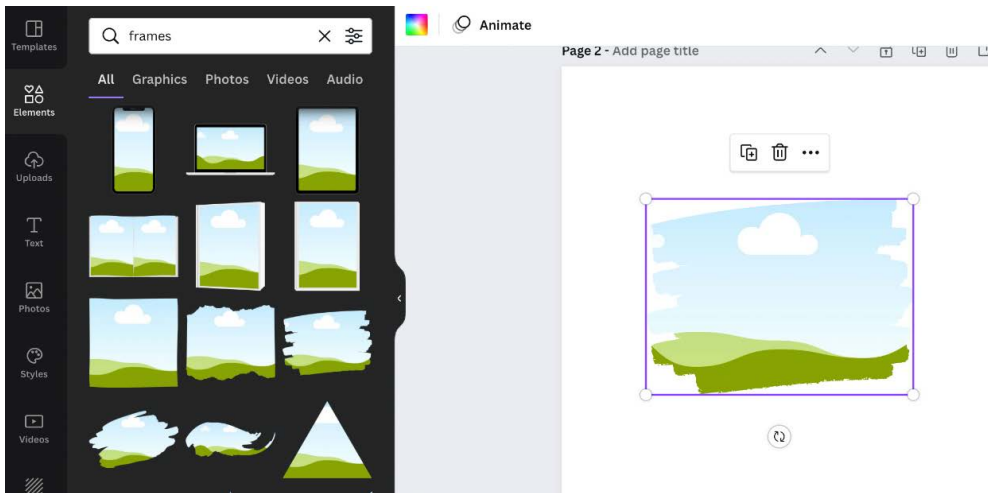 Templates
Elements
Uploads
Text
Photos
Styles
Videos
frames
All Graphics Photos Videos Audio
Animate
Page 2 - Add page title